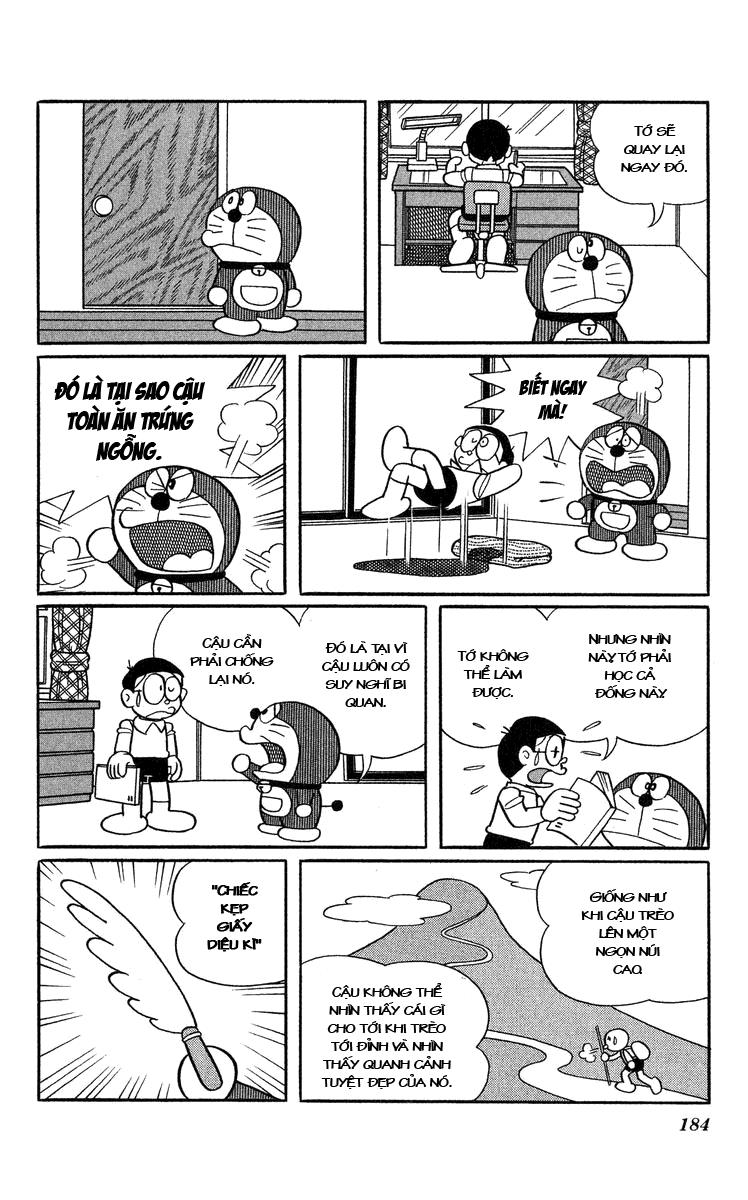 TỚ SẼ
QUAY LẠI
NGAY ĐÓ.
BIẾT NGAY
MÀ!
ĐÓ LÀ TẠI SAO CẬU
TOÀN ĂN TRỨNG
NGỖNG.
NHƯNG NHÌN
NÀY, TỚ PHẢI
HỌC CẢ
ĐỐNG NÀY
TỚ KHÔNG
THỂ LÀM
ĐƯỢC.
ĐÓ LÀ TẠI VÌ
CẬU LUÔN CÓ
SUY NGHĨ BI
QUAN.
CẬU CẦN
PHẢI CHỐNG
LẠI NÓ.
GIỐNG NHƯ
KHI CẬU TRÈO
LÊN MỘT
NGỌN NÚI
CAO.
CẬU KHÔNG THỂ
NHÌN THẤY CÁI GÌ
CHO TỚI KHI TRÈO
TỚI ĐỈNH VÀ NHÌN
THẤY QUANG CẢNH
TUYỆT ĐẸP CỦA NÓ.
"CHIẾC
KẸP
GIẤY
DIỆU KÌ"
184